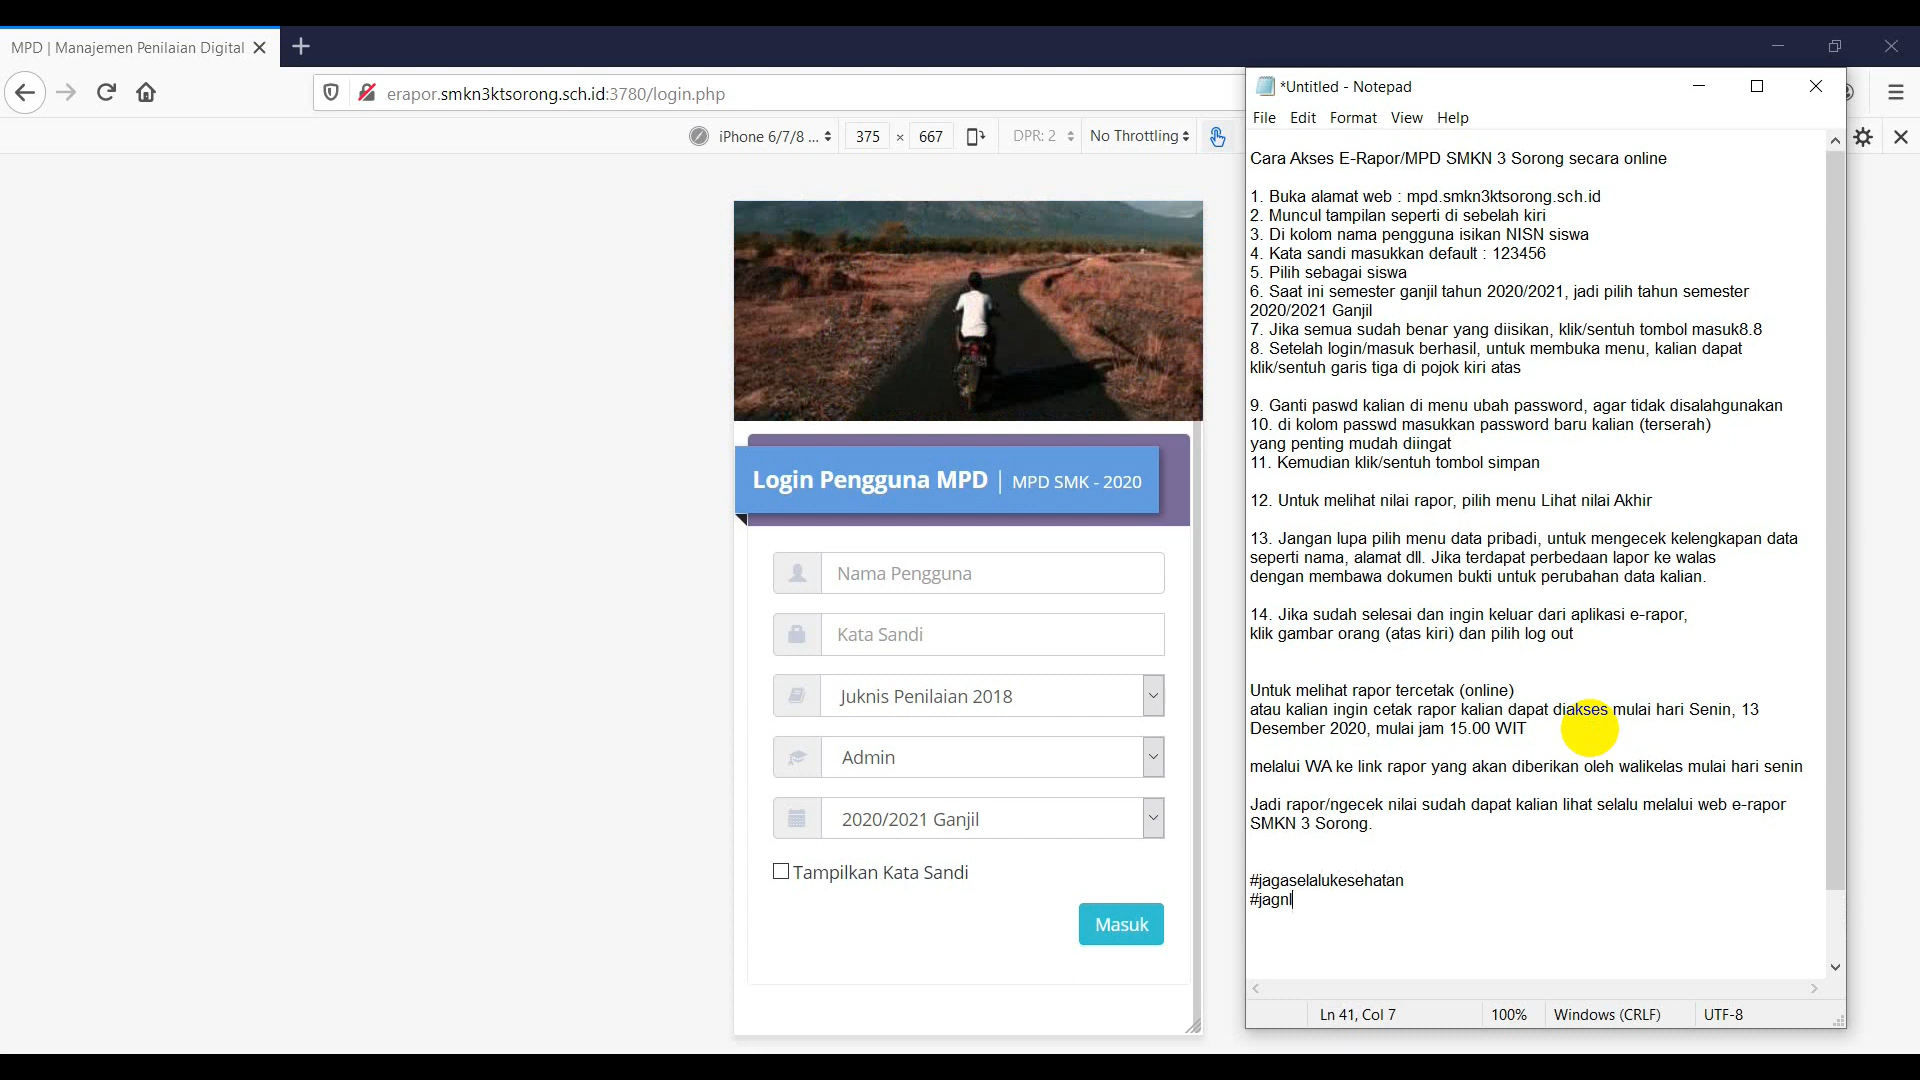 MPD | Manajemen Penilaian Digital
erapor.smkn3ktsorong.sch.id:3780/login.php
iPhone 6/7/8 ... 375 × 667 DPR: 2 No Throttling
Login Pengguna MPD | MPD SMK - 2020
Nama Pengguna
Kata Sandi
Juknis Penilaian 2018
Admin
2020/2021 Ganjil
Tampilkan Kata Sandi
Masuk
*Untitled - Notepad
File Edit Format View Help
Cara Akses E-Rapor/MPD SMKN 3 Sorong secara online
1. Buka alamat web : mpd.smkn3ktsorong.sch.id
2. Muncul tampilan seperti di sebelah kiri
3. Di kolom nama pengguna isikan NISN siswa
4. Kata sandi masukkan default : 123456
5. Pilih sebagai siswa
6. Saat ini semester ganjil tahun 2020/2021, jadi pilih tahun semester
2020/2021 Ganjil
7. Jika semua sudah benar yang diisikan, klik/sentuh tombol masuk8.8
8. Setelah login/masuk berhasil, untuk membuka menu, kalian dapat
klik/sentuh garis tiga di pojok kiri atas
9. Ganti paswd kalian di menu ubah password, agar tidak disalahgunakan
10. di kolom passwd masukkan password baru kalian (terserah)
yang penting mudah diingat
11. Kemudian klik/sentuh tombol simpan
12. Untuk melihat nilai rapor, pilih menu Lihat nilai Akhir
13. Jangan lupa pilih menu data pribadi, untuk mengecek kelengkapan data
seperti nama, alamat dll. Jika terdapat perbedaan lapor ke walas
dengan membawa dokumen bukti untuk perubahan data kalian.
14. Jika sudah selesai dan ingin keluar dari aplikasi e-rapor,
klik gambar orang (atas kiri) dan pilih log out
Untuk melihat rapor tercetak (online)
atau kalian ingin cetak rapor kalian dapat diakses mulai hari Senin, 13
Desember 2020, mulai jam 15.00 WIT
melalui WA ke link rapor yang akan diberikan oleh walikelas mulai hari senin
Jadi rapor/ngecek nilai sudah dapat kalian lihat selalu melalui web e-rapor
SMKN 3 Sorong.
#jagaselalukesehatan
#jagnl
Ln 41, Col 7 100% Windows (CRLF) UTF-8